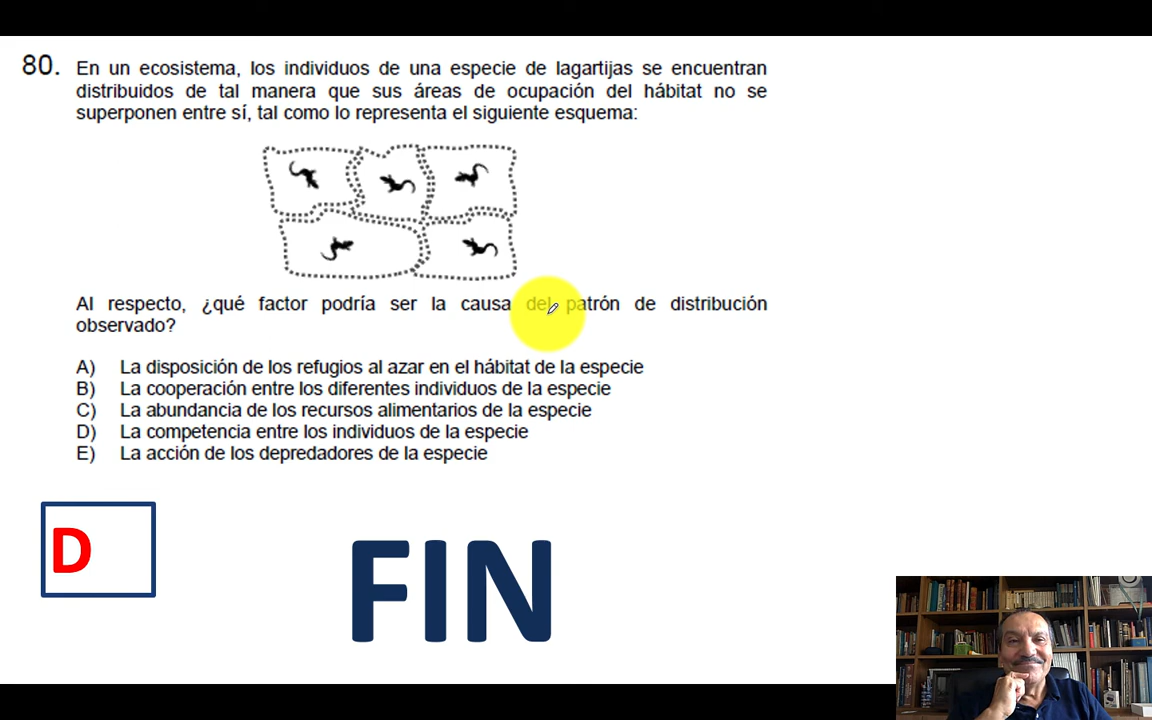 80. En un ecosistema, los individuos de una especie de lagartijas se encuentran
distribuidos de tal manera que sus áreas de ocupación del hábitat no se
superponen entre sí, tal como lo representa el siguiente esquema:
Al respecto, ¿qué factor podría ser la causa del patrón de distribución
observado?
A) La disposición de los refugios al azar en el hábitat de la especie
B) La cooperación entre los diferentes individuos de la especie
C) La abundancia de los recursos alimentarios de la especie
D) La competencia entre los individuos de la especie
E) La acción de los depredadores de la especie
D
FIN